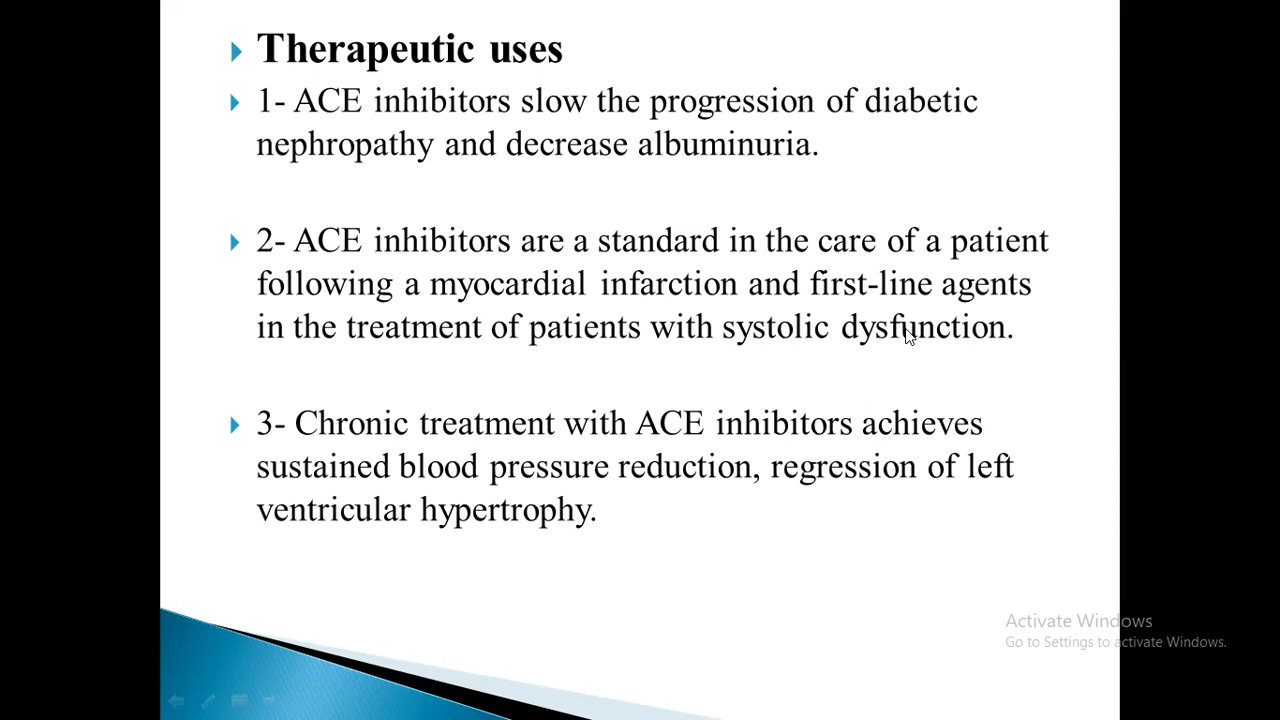 Therapeutic uses
1- ACE inhibitors slow the progression of diabetic
nephropathy and decrease albuminuria.
2- ACE inhibitors are a standard in the care of a patient
following a myocardial infarction and first-line agents
in the treatment of patients with systolic dysfunction.
3- Chronic treatment with ACE inhibitors achieves
sustained blood pressure reduction, regression of left
ventricular hypertrophy.
Activate Windows
Go to Settings to activate Windows.